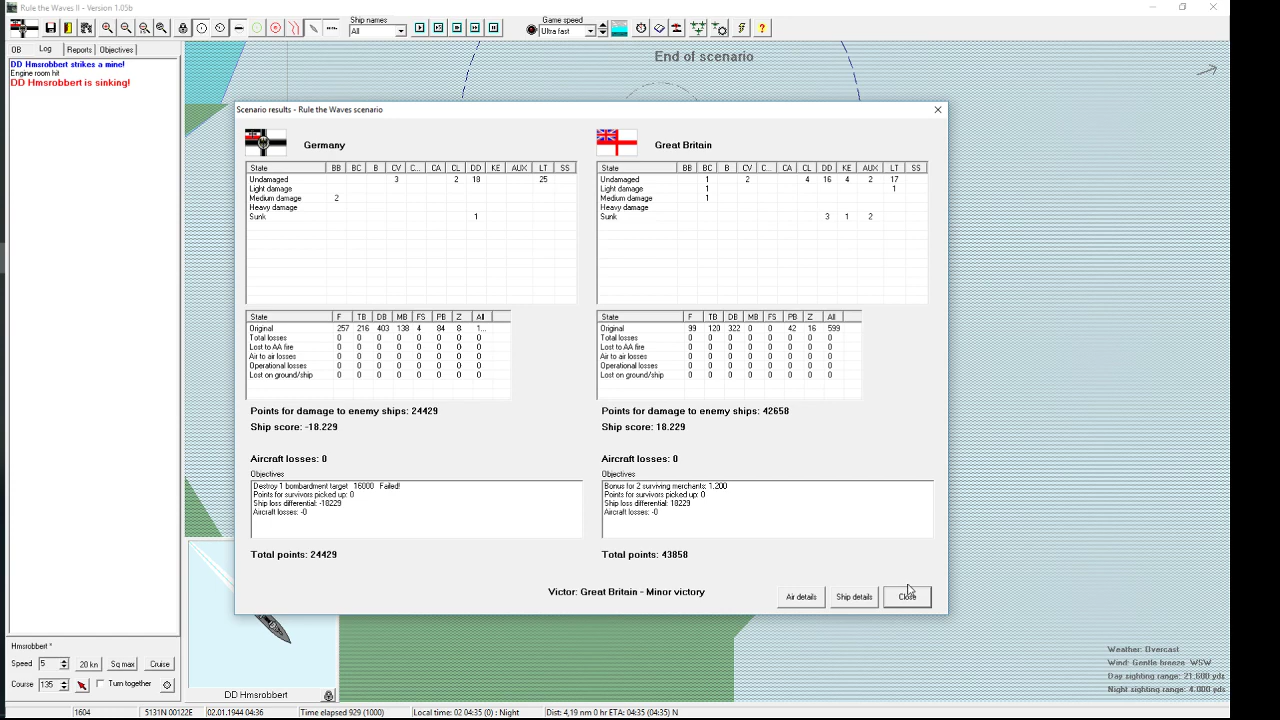 Rule the Waves II - Version 1.05b
Ship names
All
Game speed
Ultra fast
OB Log Reports Objectives
DD Hmsrobbert strikes a mine!
Engine room hit
DD Hmsrobbert is sinking!
End of scenario
Scenario results - Rule the Waves scenario
Germany
State BB BC B CV C... CA CL DD KE AUX LT SS
Undamaged 3 2 18 25
Light damage
Medium damage 2
Heavy damage
Sunk 1
State F TB DB MB FS PB Z All
Original 257 216 403 138 4 84 8 1...
Total losses 0 0 0 0 0 0 0 0
Lost to AA fire 0 0 0 0 0 0 0 0
Air to air losses 0 0 0 0 0 0 0 0
Operational losses 0 0 0 0 0 0 0 0
Lost on ground/ship 0 0 0 0 0 0 0 0
Points for damage to enemy ships: 24429
Ship score: -18.229
Aircraft losses: 0
Objectives
Destroy 1 bombardment target 16000 Failed!
Points for survivors picked up: 0
Ship loss differential: -18229
Aircraft losses: -0
Total points: 24429
Great Britain
State BB BC B CV C... CA CL DD KE AUX LT SS
Undamaged 1 2 4 16 4 2 17
Light damage 1 1
Medium damage 1
Heavy damage
Sunk 3 1 2
State F TB DB MB FS PB Z All
Original 99 120 322 0 0 42 16 599
Total losses 0 0 0 0 0 0 0 0
Lost to AA fire 0 0 0 0 0 0 0 0
Air to air losses 0 0 0 0 0 0 0 0
Operational losses 0 0 0 0 0 0 0 0
Lost on ground/ship 0 0 0 0 0 0 0 0
Points for damage to enemy ships: 42658
Ship score: 18.229
Aircraft losses: 0
Objectives
Bonus for 2 surviving merchants: 1.200
Points for survivors picked up: 0
Ship loss differential: 18229
Aircraft losses: -0
Total points: 43858
Victor: Great Britain - Minor victory
Air details Ship details Close
Hmsrobbert *
Speed 5 20 kn Sq max Cruise
Course 135 Turn together
DD Hmsrobbert
Weather: Overcast
Wind: Gentle breeze WSW
Day sighting range: 21.600 yds
Night sighting range: 4.000 yds
1604 5131N 00122E 02.01.1944 04:36 Time elapsed 929 (1000) Local time: 02 04:35 (0) : Night Dist: 4,19 nm 0 hr ETA: 04:35 (04:35) N